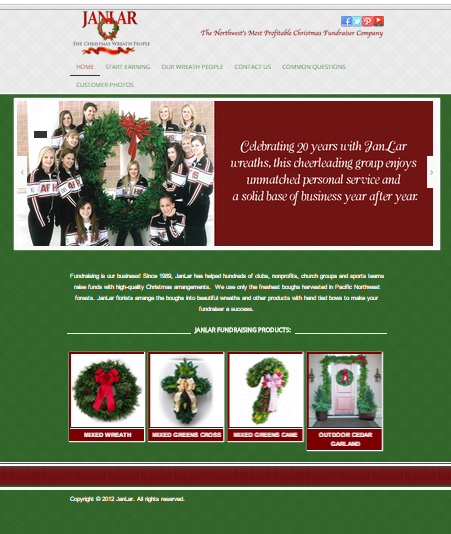 JANLAR
THE CHRISTMAS WREATH PEOPLE
The Northwest's Most Profitable Christmas Fundraiser Company
HOME START EARNING OUR WREATH PEOPLE CONTACT US COMMON QUESTIONS
CUSTOMER PHOTOS
Celebrating 20 years with JanLar
wreaths, this cheerleading group enjoys
unmatched personal service and
a solid base of business year after year.
Fundraising is our business! Since 1989, JanLar has helped hundreds of clubs, nonprofits, church groups and sports teams
raise funds with high-quality Christmas arrangements. We use only the freshest boughs harvested in Pacific Northwest
forests. JanLar florists arrange the boughs into beautiful wreaths and other products with hand tied bows to make your
fundraiser a success.
JANLAR FUNDRAISING PRODUCTS:
MIXED WREATH
MIXED GREENS CROSS
MIXED GREENS CANE
OUTDOOR CEDAR
GARLAND
Copyright © 2012 JanLar. All rights reserved.